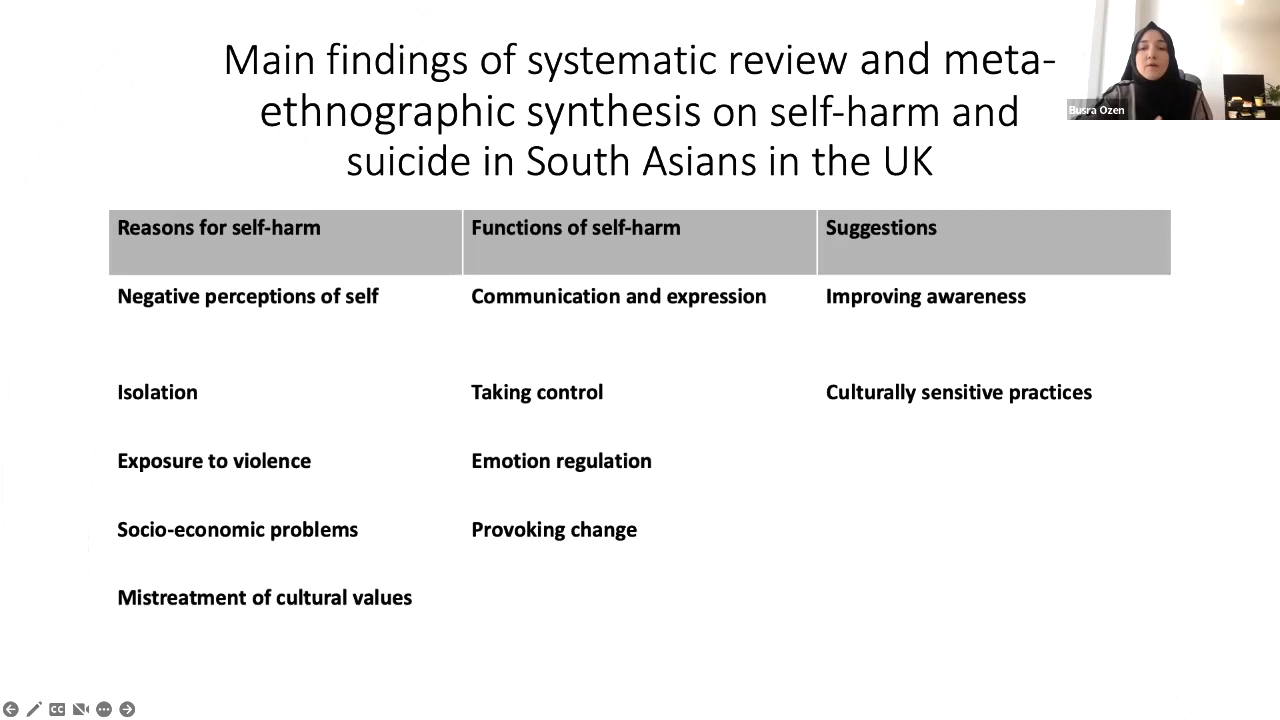 Main findings of systematic review and meta-
ethnographic synthesis on self-harm and
suicide in South Asians in the UK
Busra Ozen
Reasons for self-harm
Functions of self-harm
Suggestions
Negative perceptions of self
Communication and expression
Improving awareness
Isolation
Taking control
Culturally sensitive practices
Exposure to violence
Emotion regulation
Socio-economic problems
Provoking change
Mistreatment of cultural values
CC